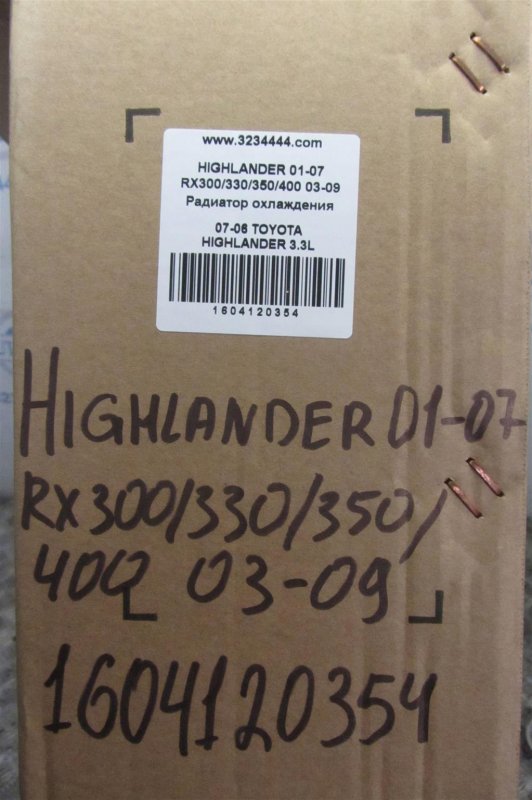 www.3234444.com
HIGHLANDER 01-07
RX300/330/350/400 03-09
Радиатор охлаждения
07-06 TOYOTA
HIGHLANDER 3.3L
1604120354
HIGHLANDER 01-07
RX300/330/350/
400 03-09
1604120354